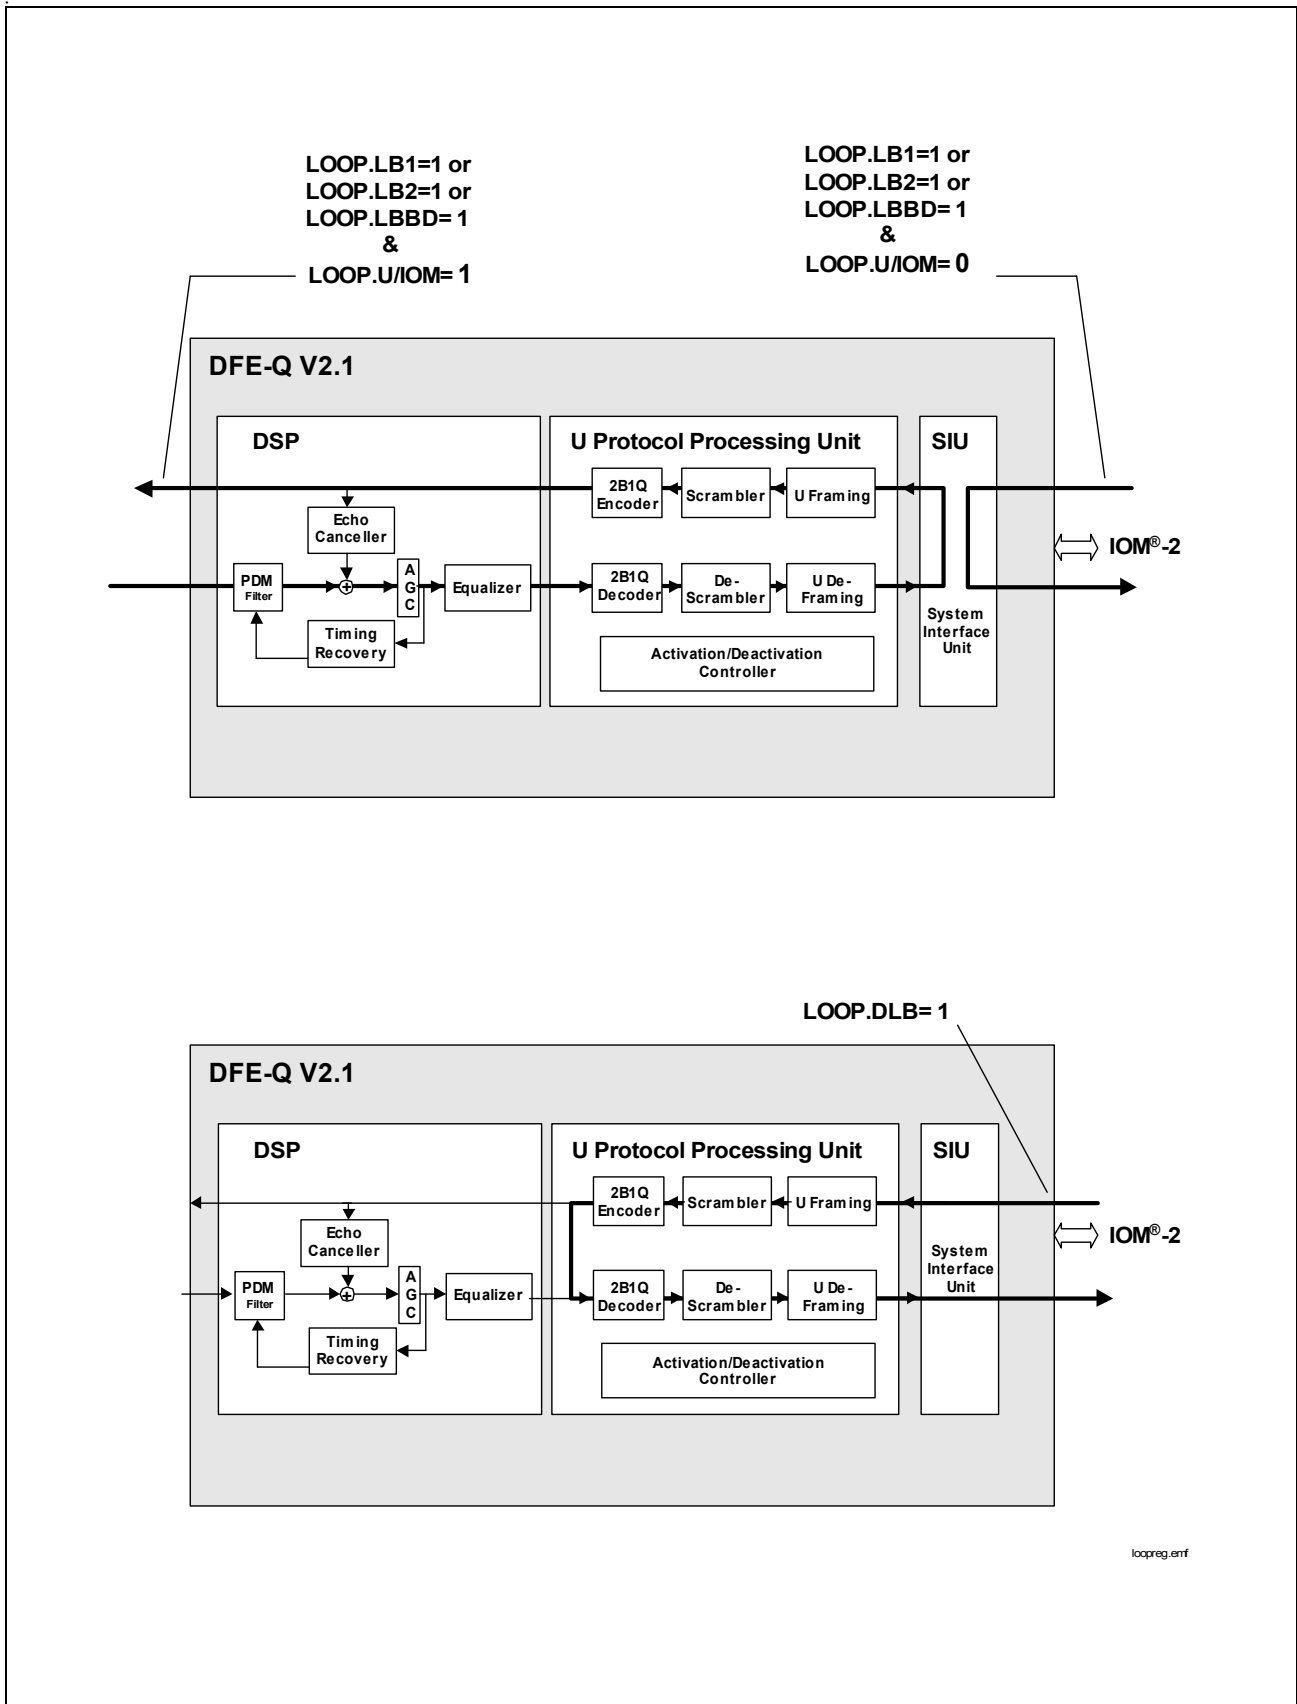 LOOP.LB1=1 or
LOOP.LB2=1 or
LOOP.LBBD= 1
&
LOOP.U/IOM= 1
LOOP.LB1=1 or
LOOP.LB2=1 or
LOOP.LBBD= 1
&
LOOP.U/IOM= 0
DFE-Q V2.1
DSP
U Protocol Processing Unit
SIU
2B1Q
Encoder
Scrambler
U Framing
Echo
Canceller
IOM®-2
PDM
Filter
+
A
G
C
Equalizer
2B1Q
Decoder
De-
Scrambler
U De-
Framing
System
Interface
Unit
Timing
Recovery
Activation/Deactivation
Controller
LOOP.DLB= 1
DFE-Q V2.1
DSP
U Protocol Processing Unit
SIU
2B1Q
Encoder
Scrambler
U Framing
Echo
Canceller
IOM®-2
System
Interface
Unit
PDM
Filter
+
A
G
C
Equalizer
2B1Q
Decoder
De-
Scrambler
U De-
Framing
Timing
Recovery
Activation/Deactivation
Controller
loopreg.emf